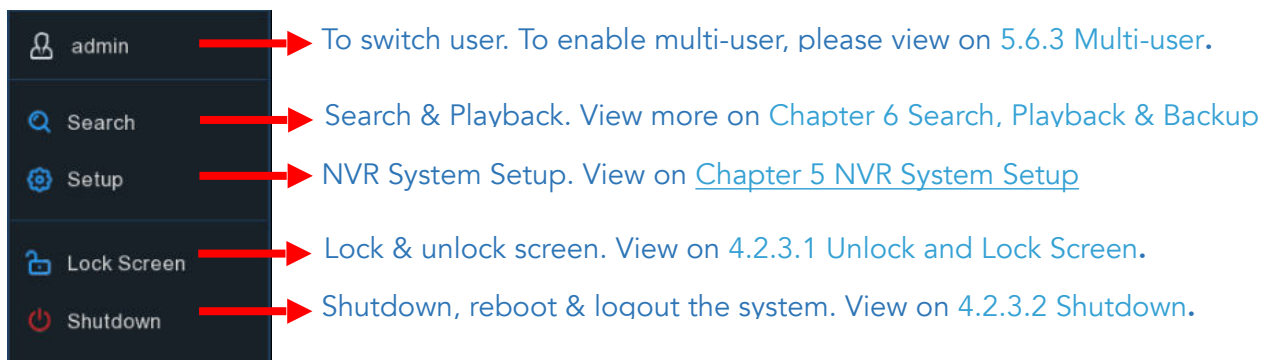 admin To switch user. To enable multi-user, please view on 5.6.3 Multi-user.
Search Search & Playback. View more on Chapter 6 Search, Playback & Backup
Setup NVR System Setup. View on Chapter 5 NVR System Setup
Lock Screen Lock & unlock screen. View on 4.2.3.1 Unlock and Lock Screen.
Shutdown Shutdown, reboot & logout the system. View on 4.2.3.2 Shutdown.